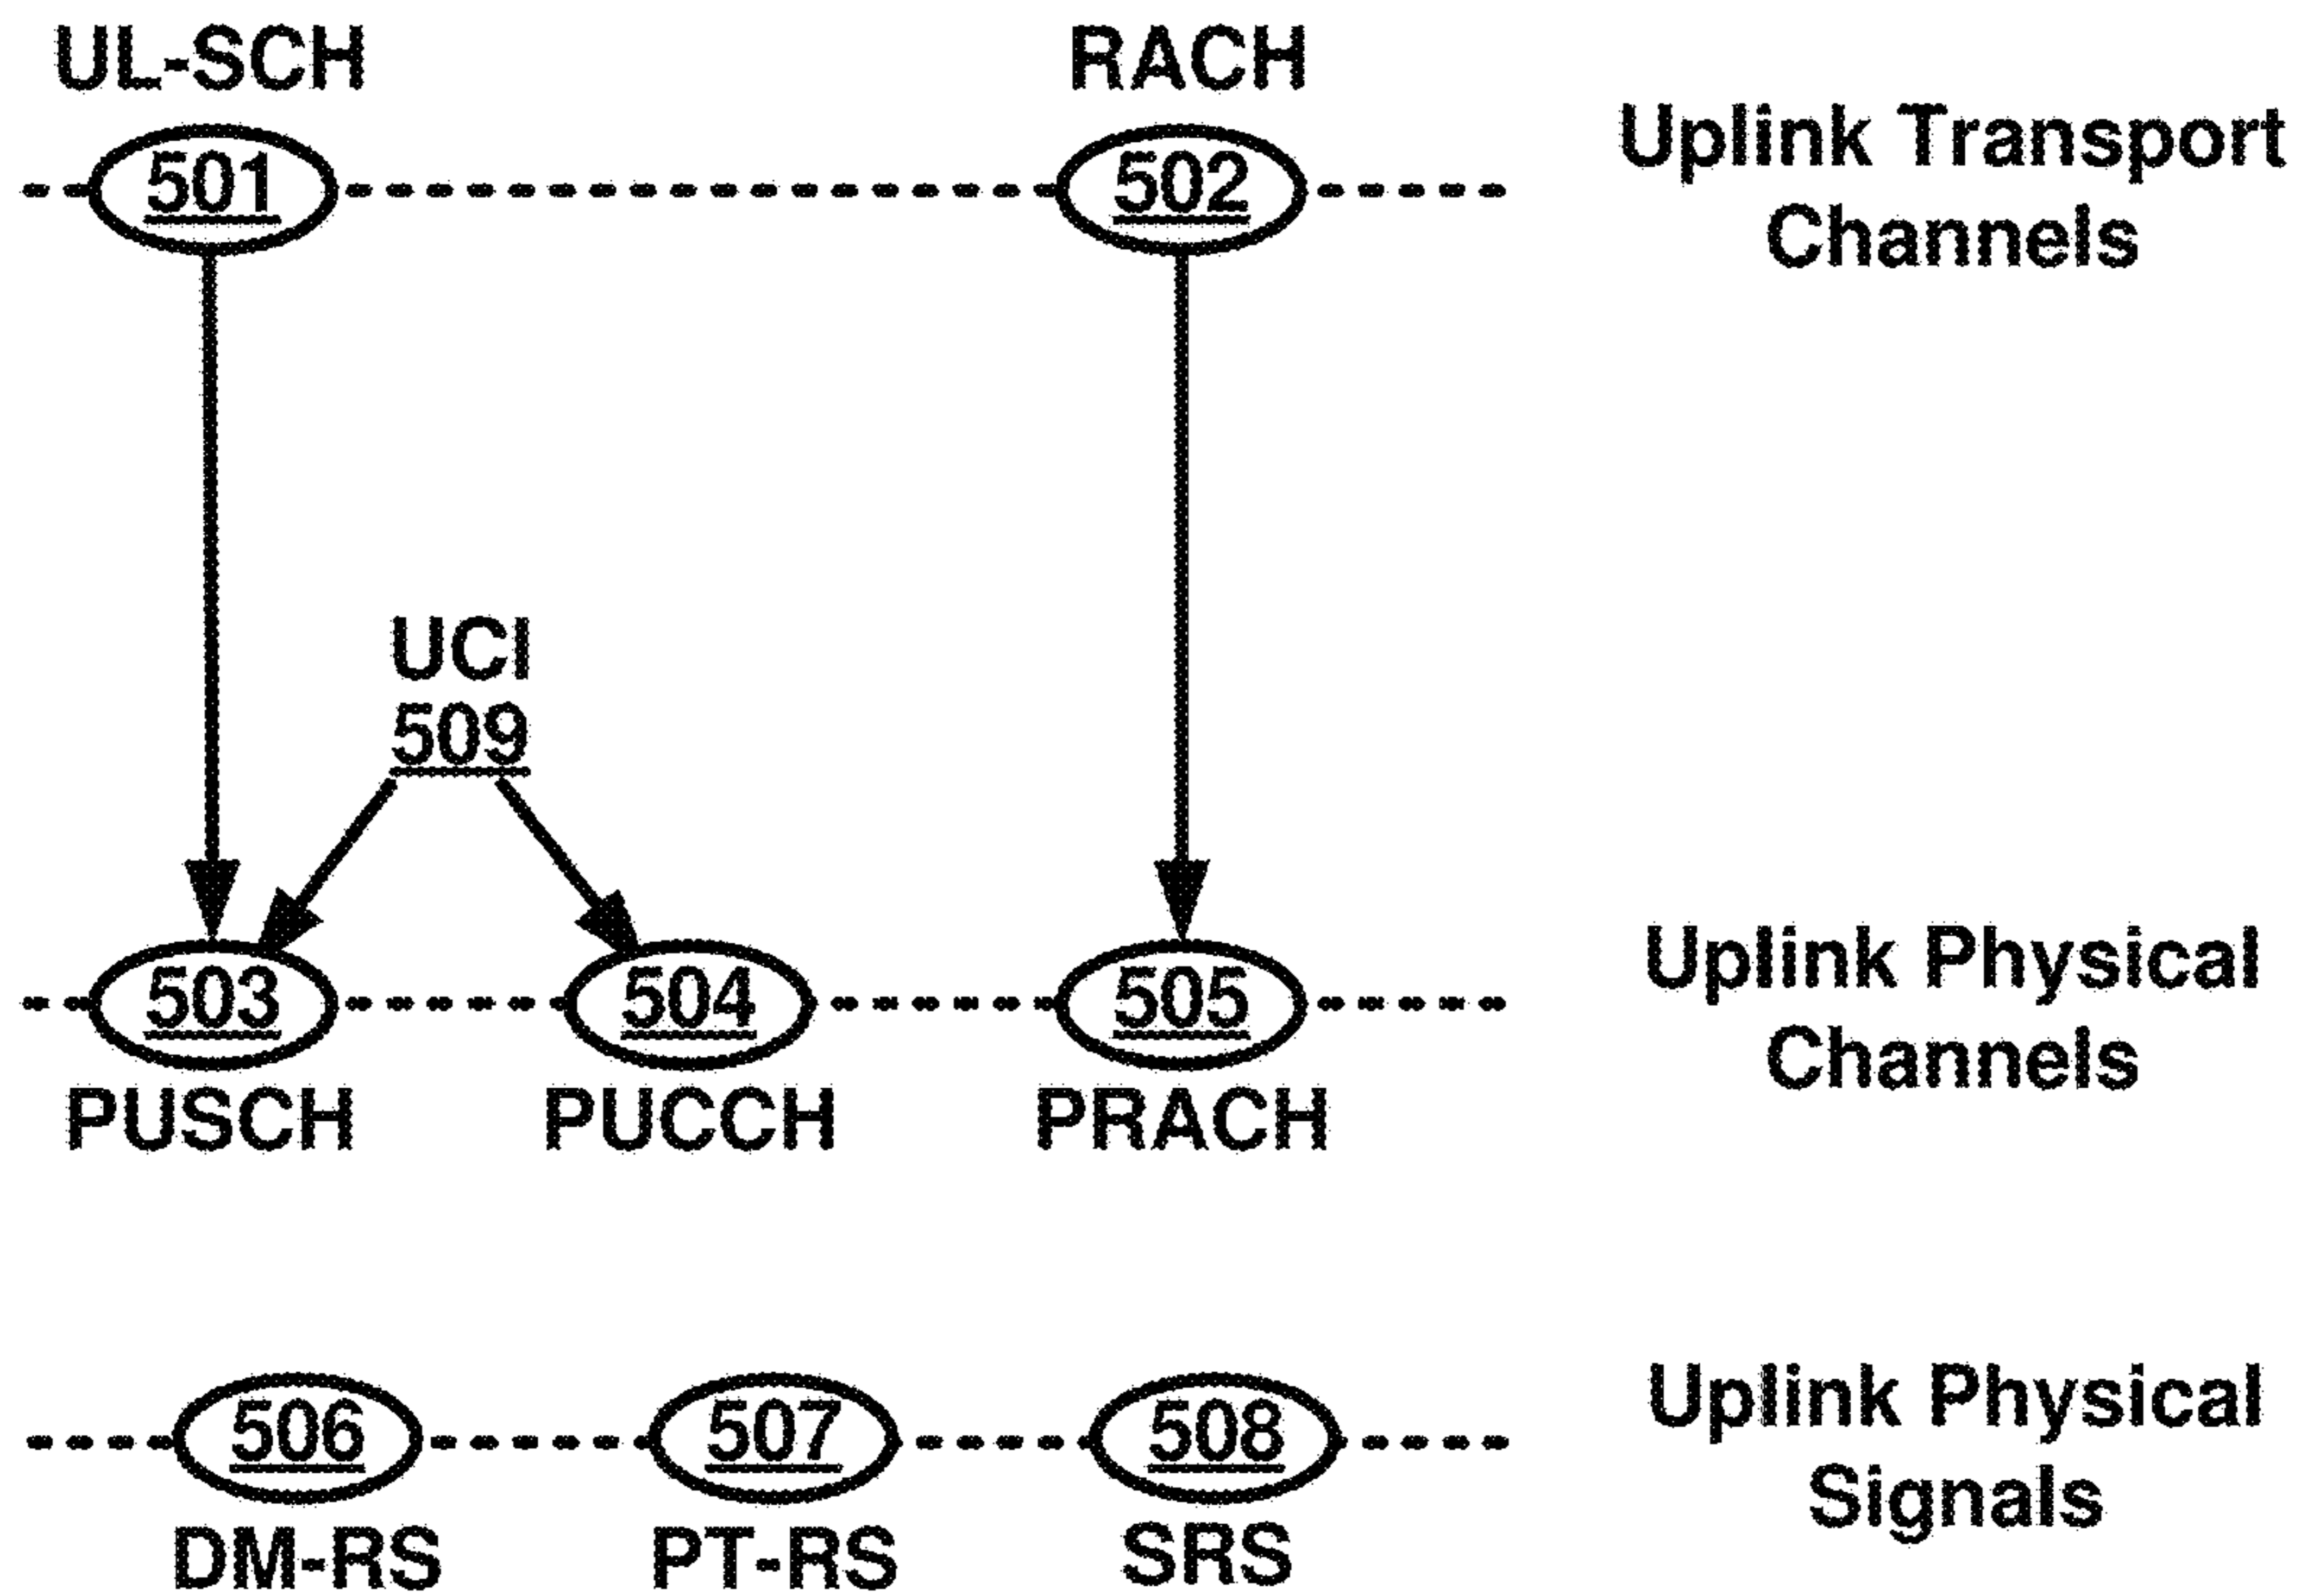 UL-SCH
RACH
501
502
Uplink Transport
Channels
UCI
509
503
504
505
Uplink Physical
Channels
PUSCH
PUCCH
PRACH
506
507
508
Uplink Physical
Signals
DM-RS
PT-RS
SRS